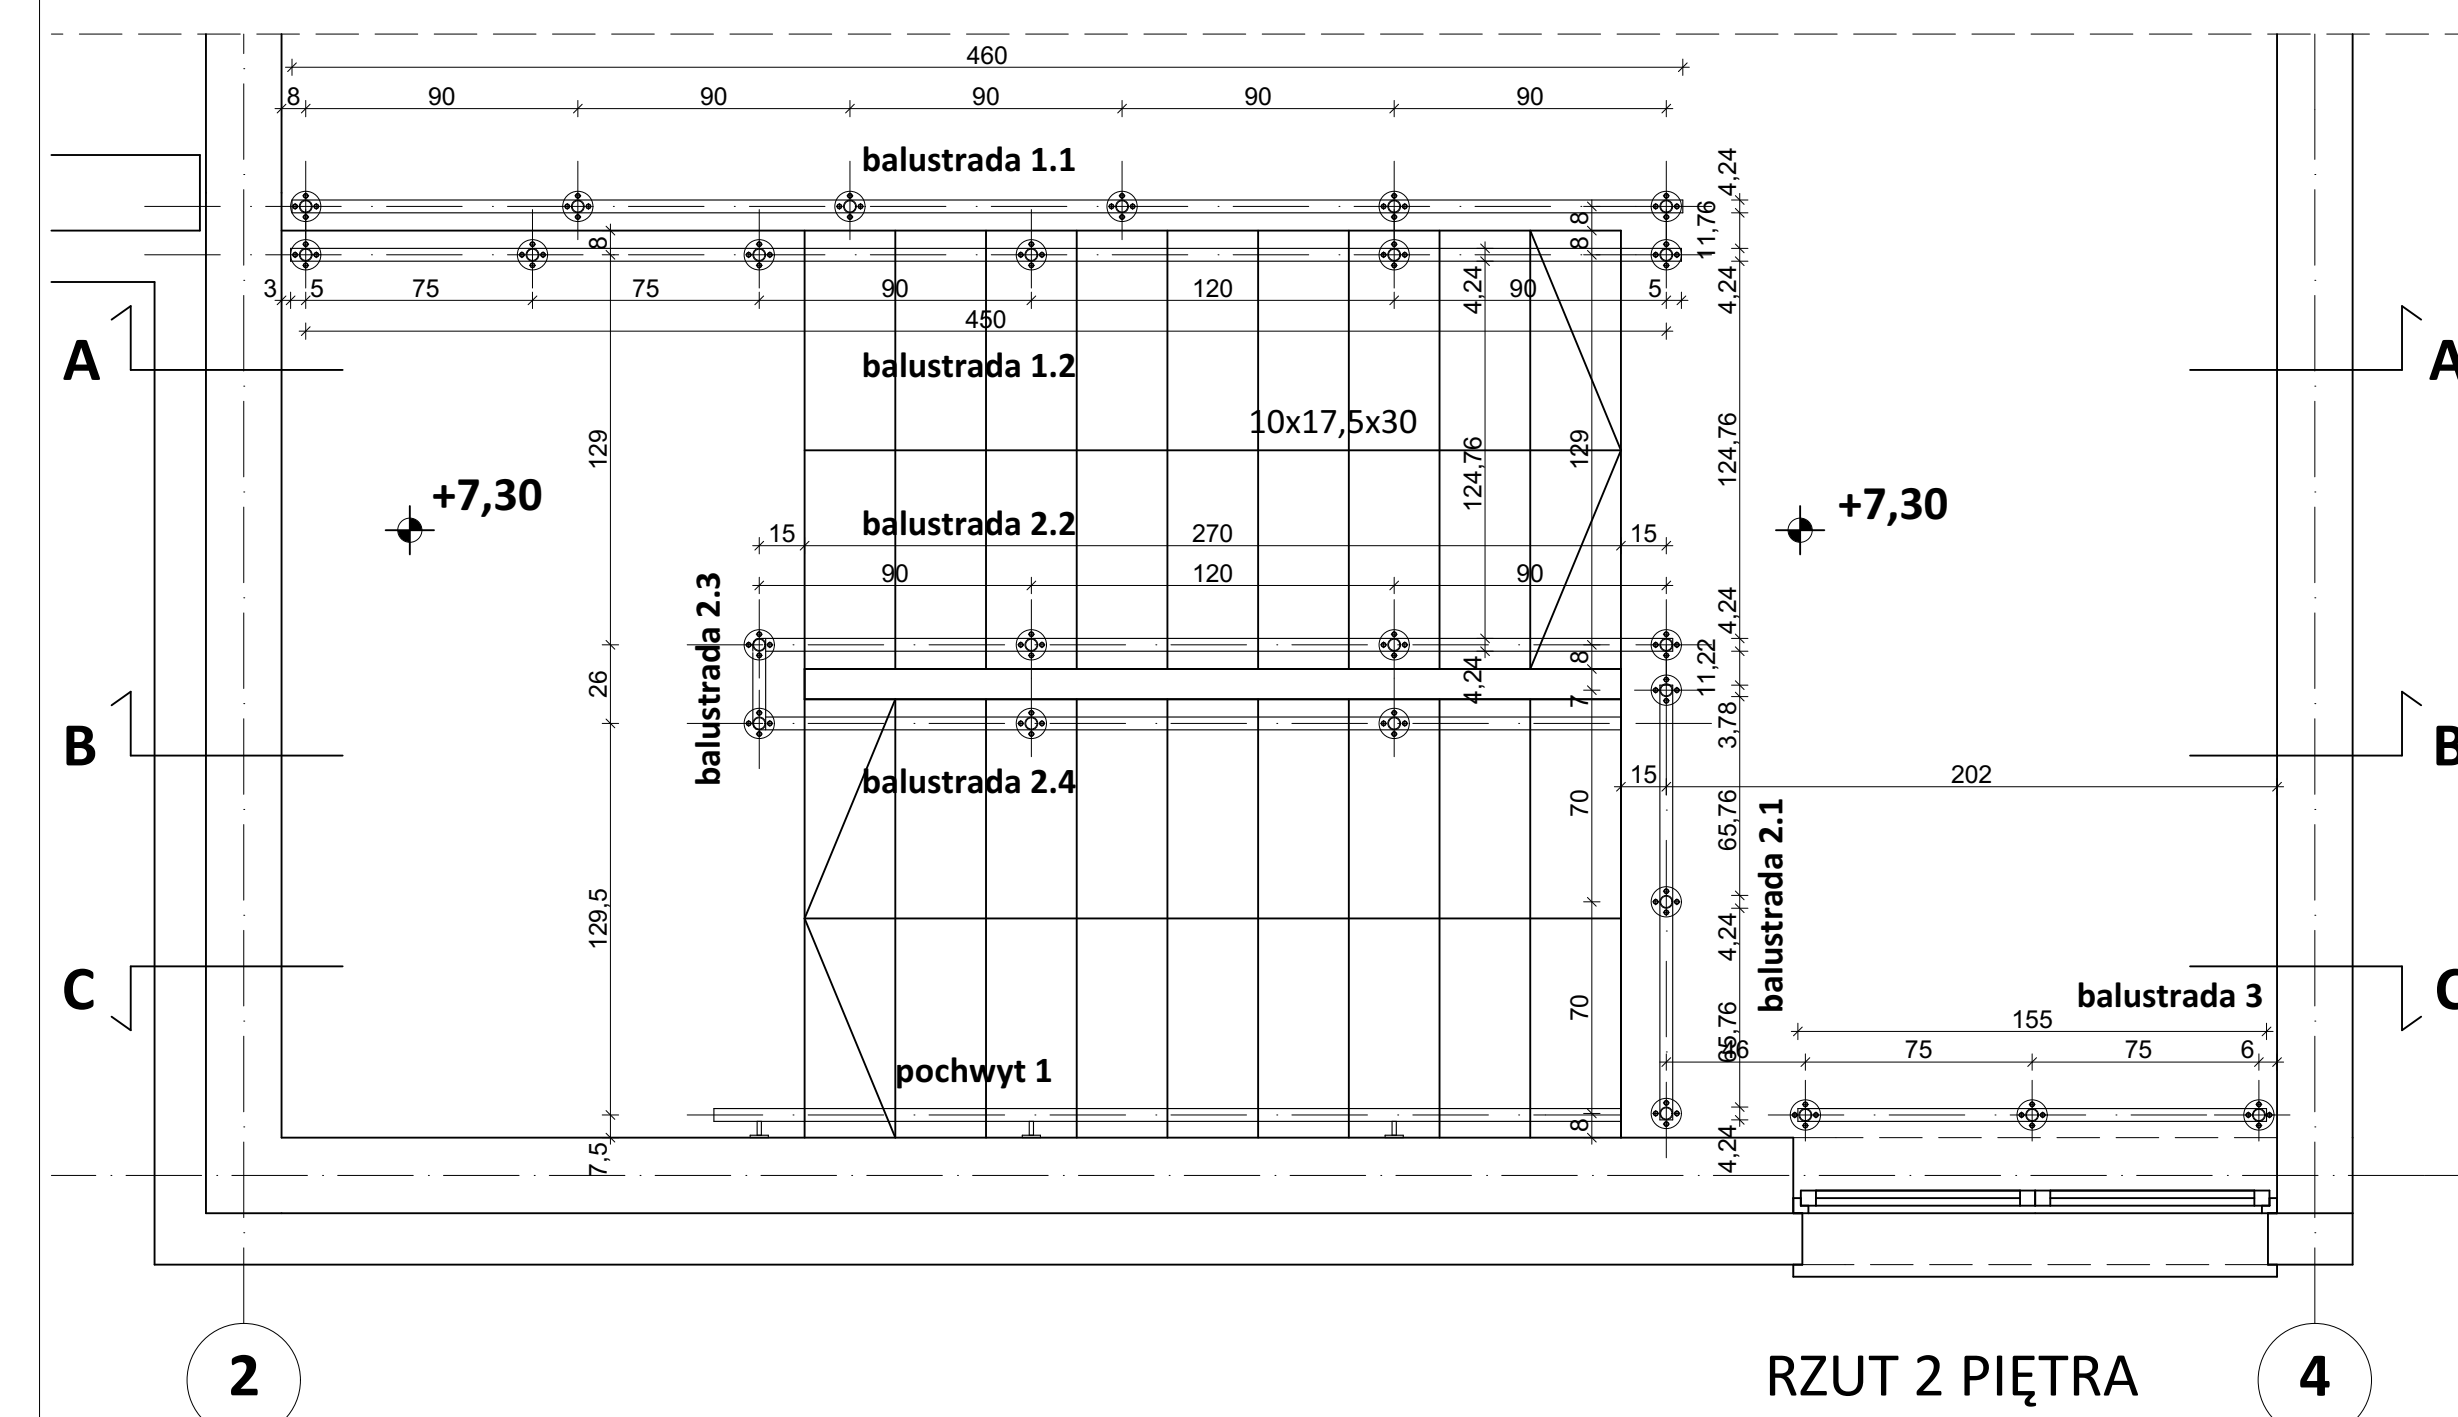 460
8 90 90 90 90 90
balustrada 1.1
4,24
11,76
8
8
8
4,24
4,24
3 5 75 75 90 120 90 5
450
balustrada 1.2
A
A
10x17,5x30
129
124,76
129
124,76
+7,30
+7,30
balustrada 2.2
15 270 15
90 120 90
balustrada 2.3
4,24
26
8
11,22
4,24
7
3,78
B
B
balustrada 2.4
15 202
70
65,76
balustrada 2.1
129,5
4,24
C
C
balustrada 3
70
65,76
155
46 75 75 6
pochwyt 1
8
7,5
4,24
2
RZUT 2 PIĘTRA
4